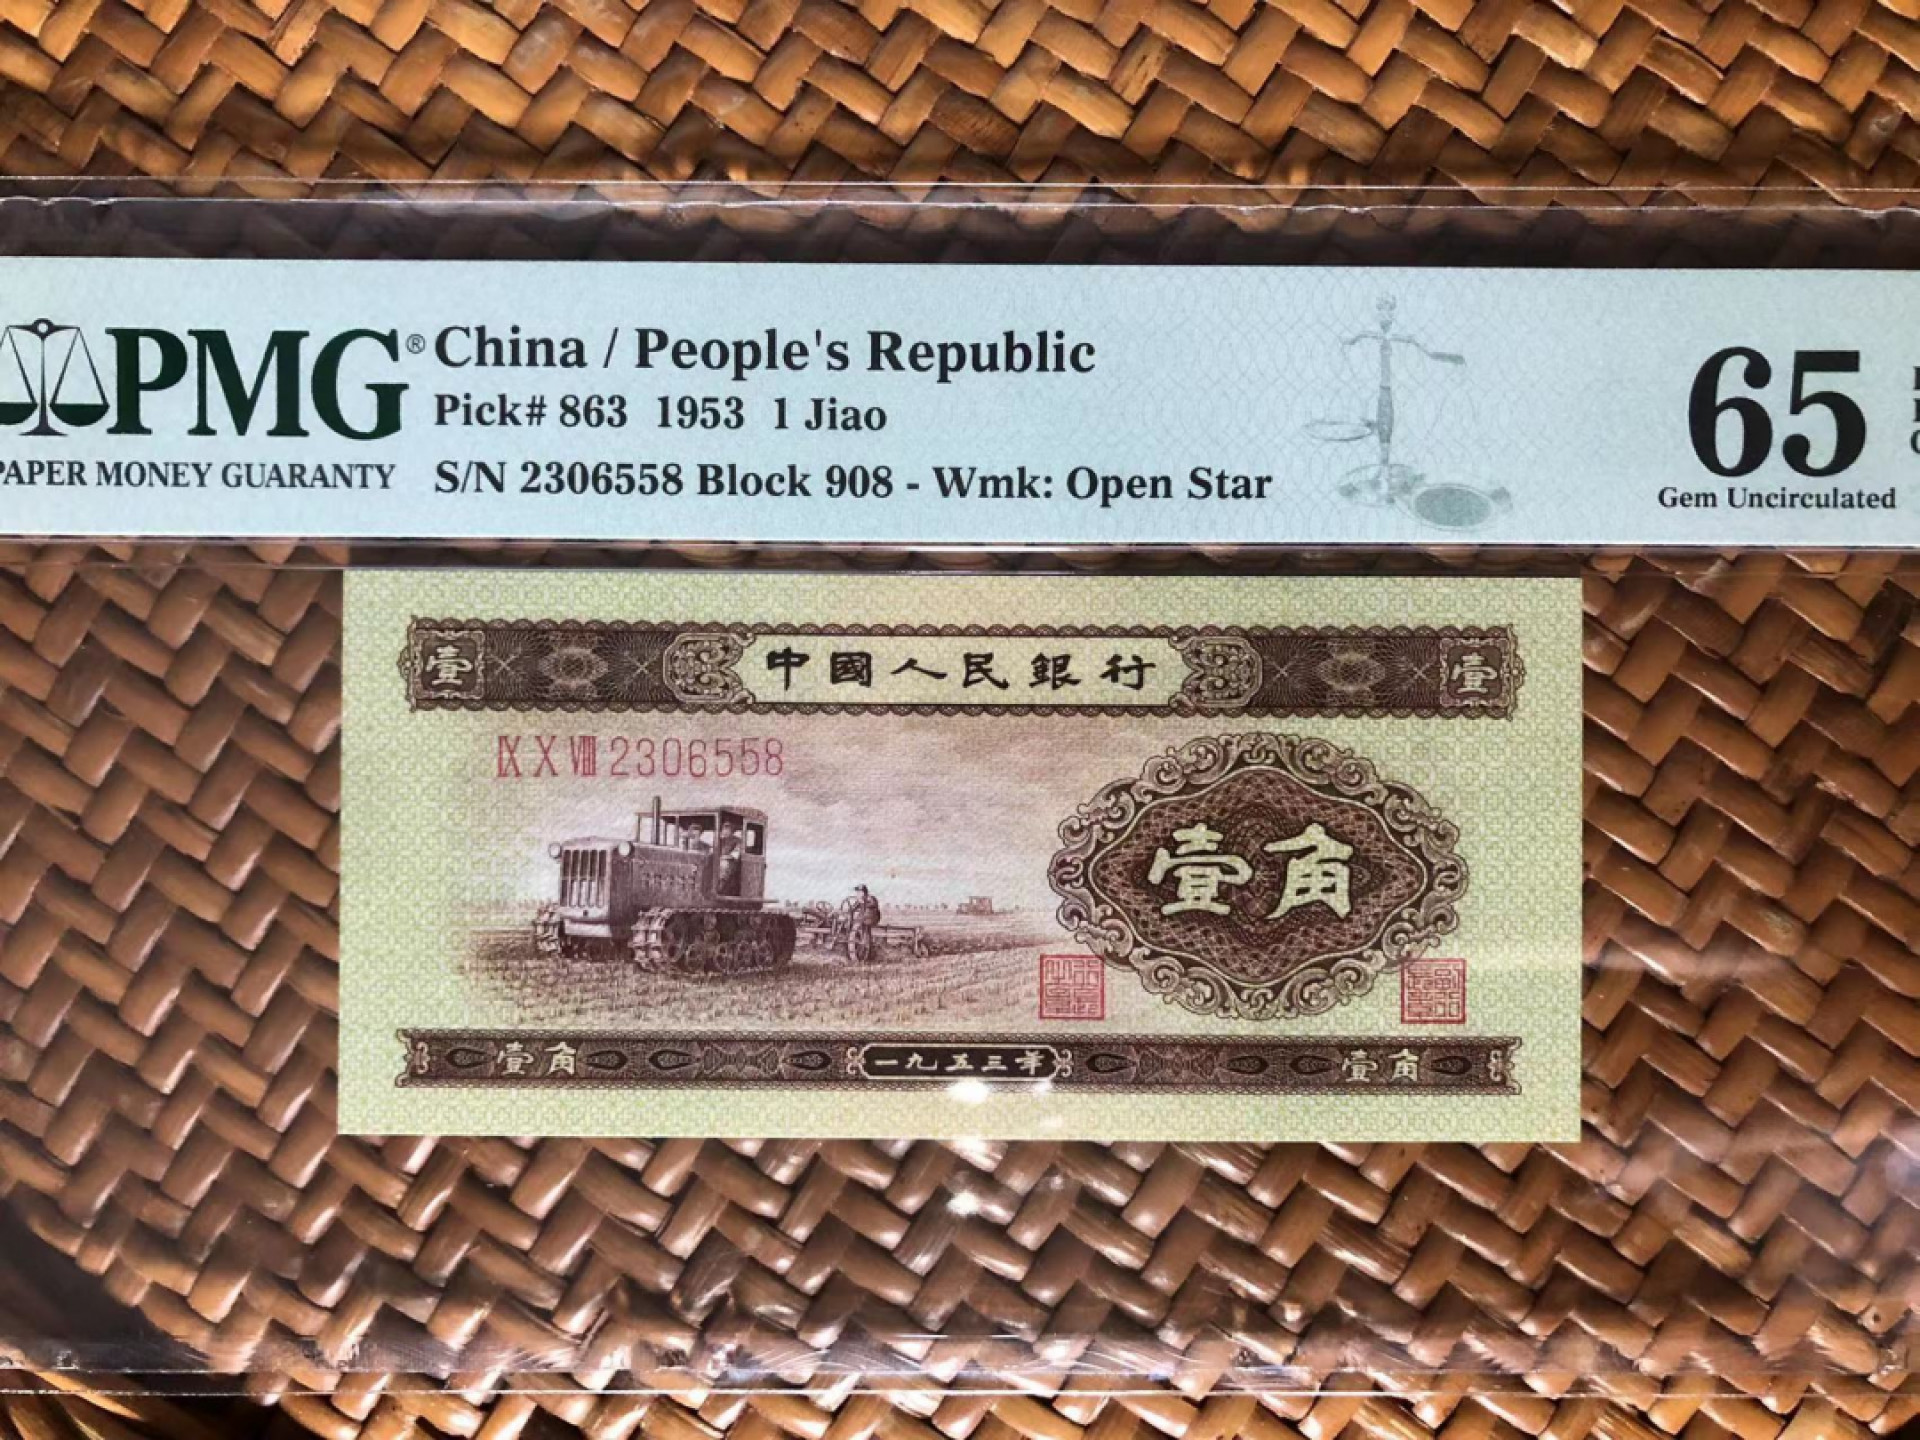 PMG® China / People's Republic
Pick# 863 1953 1 Jiao
PAPER MONEY GUARANTY S/N 2306558 Block 908 - Wmk: Open Star
65
Gem Uncirculated
壹 中國人民銀行 壹
IX X VIII 2306558
壹角
壹角 一九五三年 壹角